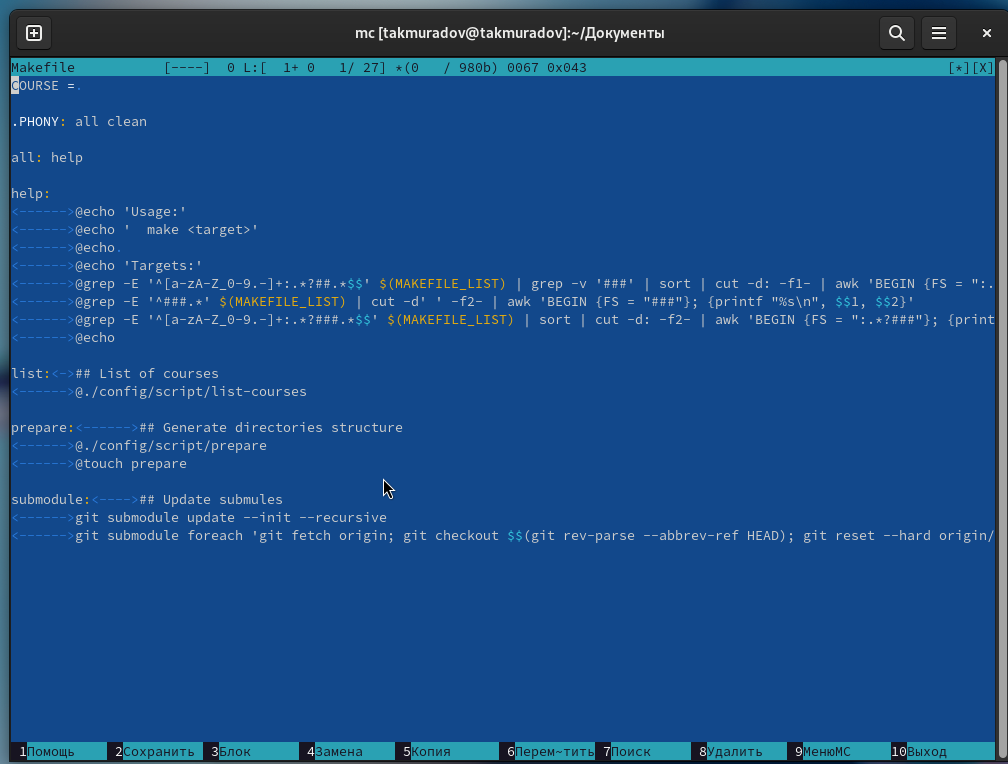 mc [takmuradov@takmuradov]:~/Документы
Makefile [----] 0 L:[ 1+ 0 1/ 27] *(0 / 980b) 0067 0x043 [*][X]
COURSE =.
.PHONY: all clean
all: help
help:
<------>@echo 'Usage:'
<------>@echo '  make <target>'
<------>@echo.
<------>@echo 'Targets:'
<------>@grep -E '^[a-zA-Z_0-9.-]+:.*?##.*$$' $(MAKEFILE_LIST) | grep -v '###' | sort | cut -d: -f1- | awk 'BEGIN {FS = ":.
<------>@grep -E '^###.*' $(MAKEFILE_LIST) | cut -d' ' -f2- | awk 'BEGIN {FS = "###"}; {printf "%s\n", $$1, $$2}'
<------>@grep -E '^[a-zA-Z_0-9.-]+:.*?###.*$$' $(MAKEFILE_LIST) | sort | cut -d: -f2- | awk 'BEGIN {FS = ":.*?###"}; {print
<------>@echo
list:<->## List of courses
<------>@./config/script/list-courses
prepare:<------>## Generate directories structure
<------>@./config/script/prepare
<------>@touch prepare
submodule:<---->## Update submules
<------>git submodule update --init --recursive
<------>git submodule foreach 'git fetch origin; git checkout $$(git rev-parse --abbrev-ref HEAD); git reset --hard origin/
1Помощь 2Сохранить 3Блок 4Замена 5Копия 6Перем~тить 7Поиск 8Удалить 9МенюMC 10Выход